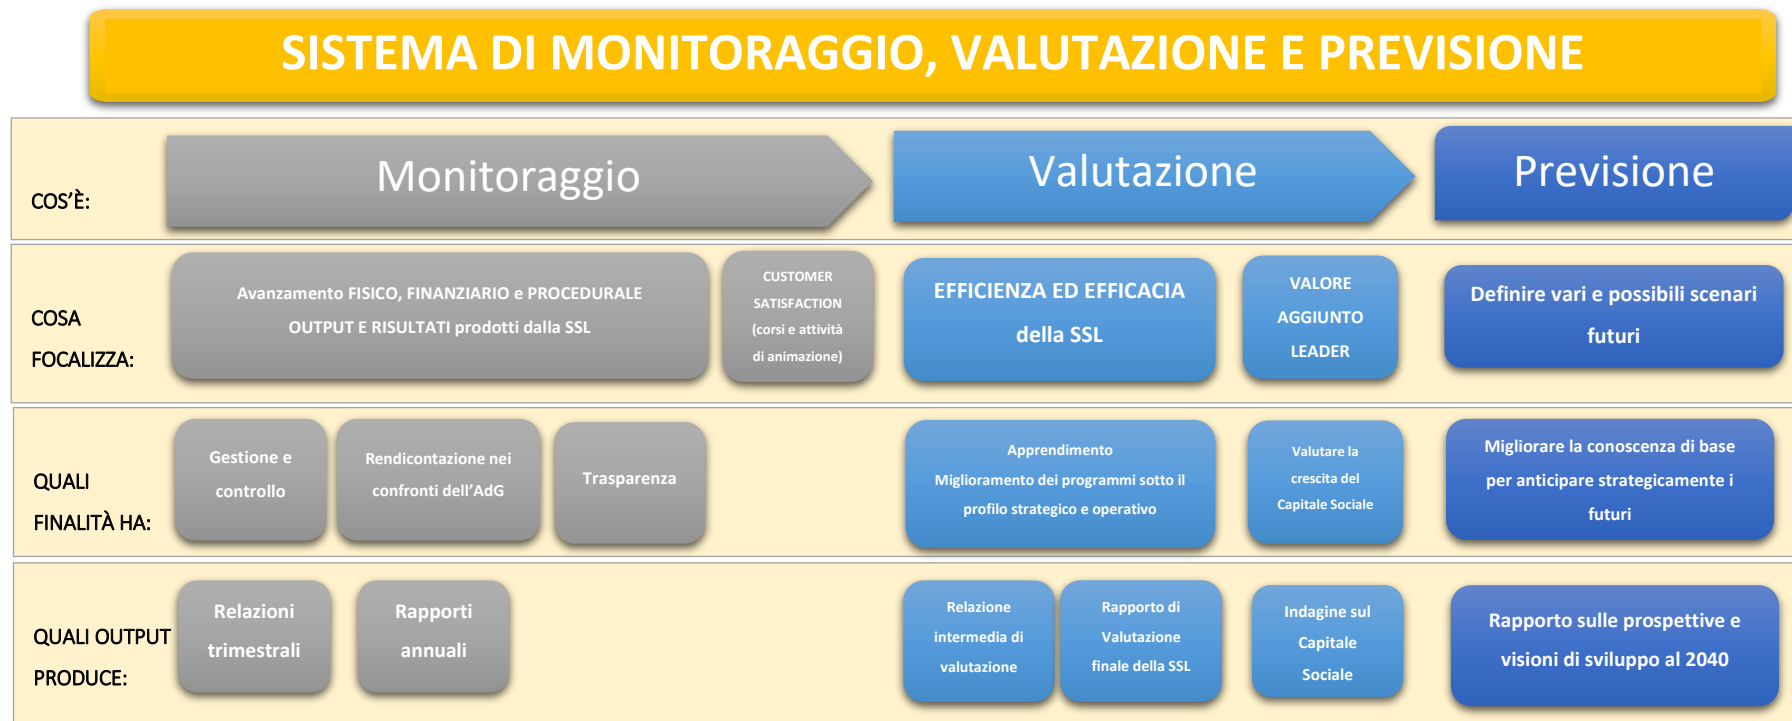 SISTEMA DI MONITORAGGIO, VALUTAZIONE E PREVISIONE
COS'È:
Monitoraggio
Valutazione
Previsione
COSA
FOCALIZZA:
Avanzamento FISICO, FINANZIARIO e PROCEDURALE
OUTPUT E RISULTATI prodotti dalla SSL
CUSTOMER
SATISFACTION
(corsi e attività
di animazione)
EFFICIENZA ED EFFICACIA
della SSL
VALORE
AGGIUNTO
LEADER
Definire vari e possibili scenari
futuri
QUALI
FINALITÀ HA:
Gestione e
controllo
Rendicontazione nei
confronti dell'AdG
Trasparenza
Apprendimento
Miglioramento dei programmi sotto il
profilo strategico e operativo
Valutare la
crescita del
Capitale Sociale
Migliorare la conoscenza di base
per anticipare strategicamente i
futuri
QUALI OUTPUT
PRODUCE:
Relazioni
trimestrali
Rapporti
annuali
Relazione
intermedia di
valutazione
Rapporto di
Valutazione
finale della SSL
Indagine sul
Capitale
Sociale
Rapporto sulle prospettive e
visioni di sviluppo al 2040